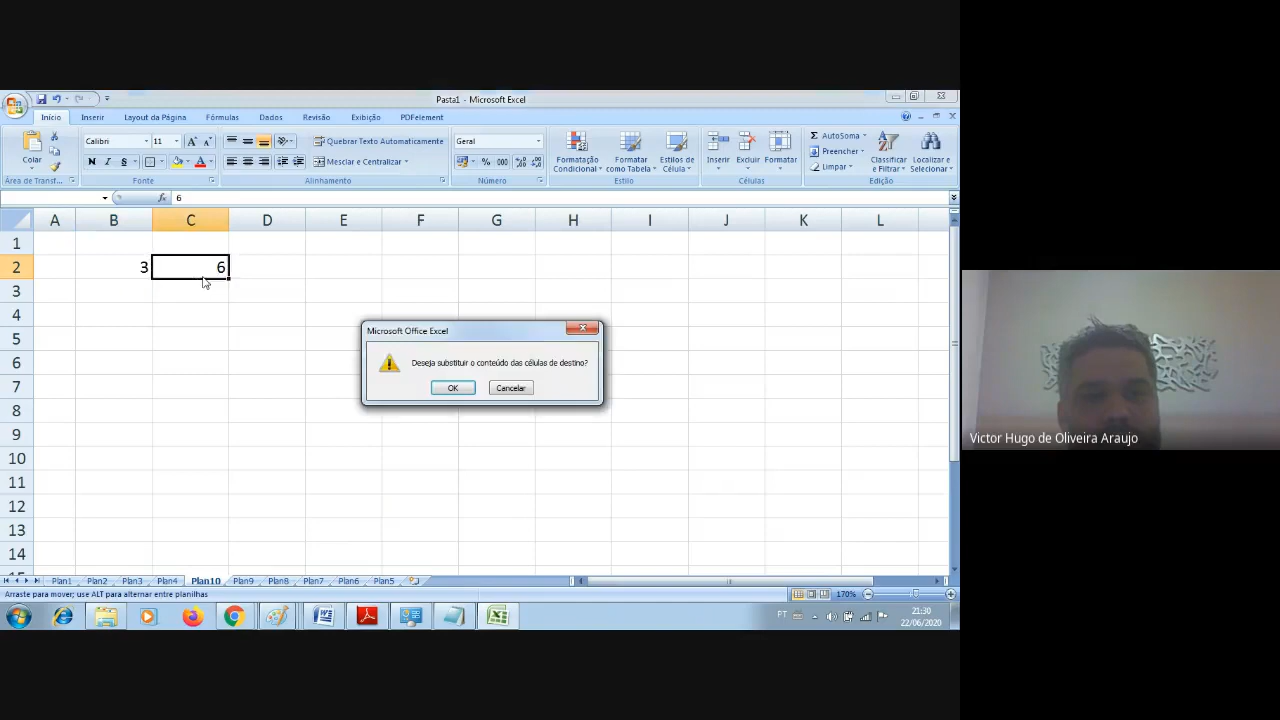 Pasta1 - Microsoft Excel
Início Inserir Layout da Página Fórmulas Dados Revisão Exibição PDFelement
Colar
Calibri 11
N I S
Quebrar Texto Automaticamente
Mesclar e Centralizar
Geral
% 000
Formatação Condicional
Formatar como Tabela
Estilos de Célula
Inserir
Excluir
Formatar
AutoSoma
Preencher
Limpar
Classificar e Filtrar
Localizar e Selecionar
Área de Transf... Fonte Alinhamento Número Estilo Células Edição
fx 6
A B C D E F G H I J K L
1
2 3 6
3
4
5
6
7
8
9
10
11
12
13
14
Microsoft Office Excel
Deseja substituir o conteúdo das células de destino?
OK Cancelar
Victor Hugo de Oliveira Araujo
Plan1 Plan2 Plan3 Plan4 Plan10 Plan9 Plan8 Plan7 Plan6 Plan5
Arraste para mover; use ALT para alternar entre planilhas
170%
PT
21:30
22/06/2020